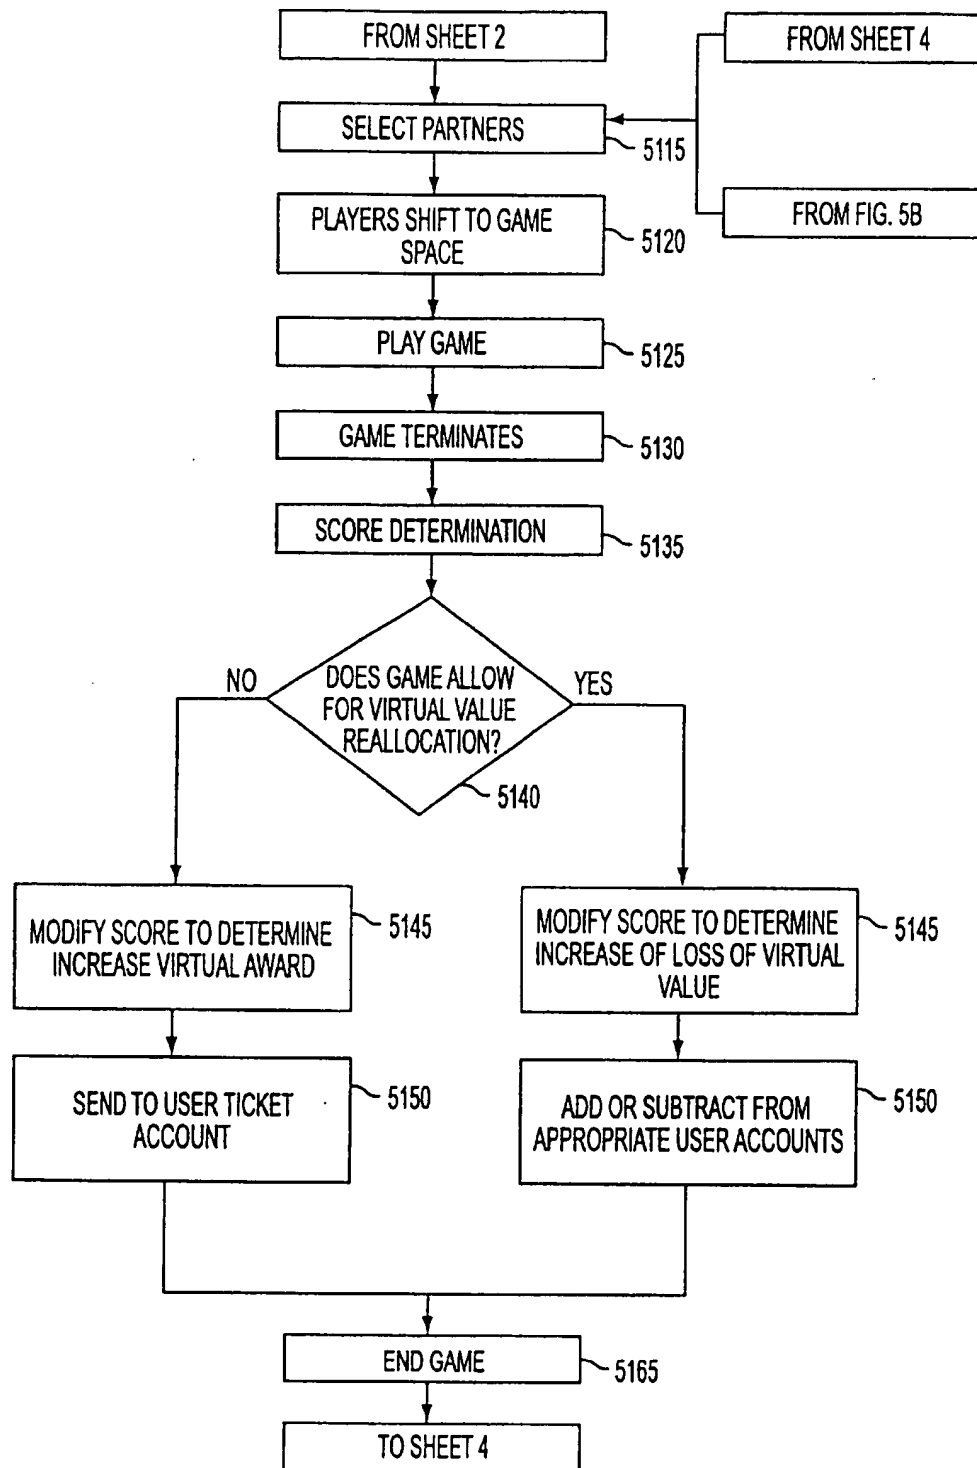 FROM SHEET 2
FROM SHEET 4
SELECT PARTNERS
5115
PLAYERS SHIFT TO GAME
SPACE
5120
FROM FIG. 5B
PLAY GAME
5125
GAME TERMINATES
5130
SCORE DETERMINATION
5135
DOES GAME ALLOW
FOR VIRTUAL VALUE
REALLOCATION?
NO
YES
5140
MODIFY SCORE TO DETERMINE
INCREASE VIRTUAL AWARD
5145
MODIFY SCORE TO DETERMINE
INCREASE OF LOSS OF VIRTUAL
VALUE
5145
SEND TO USER TICKET
ACCOUNT
5150
ADD OR SUBTRACT FROM
APPROPRIATE USER ACCOUNTS
5150
END GAME
5165
TO SHEET 4